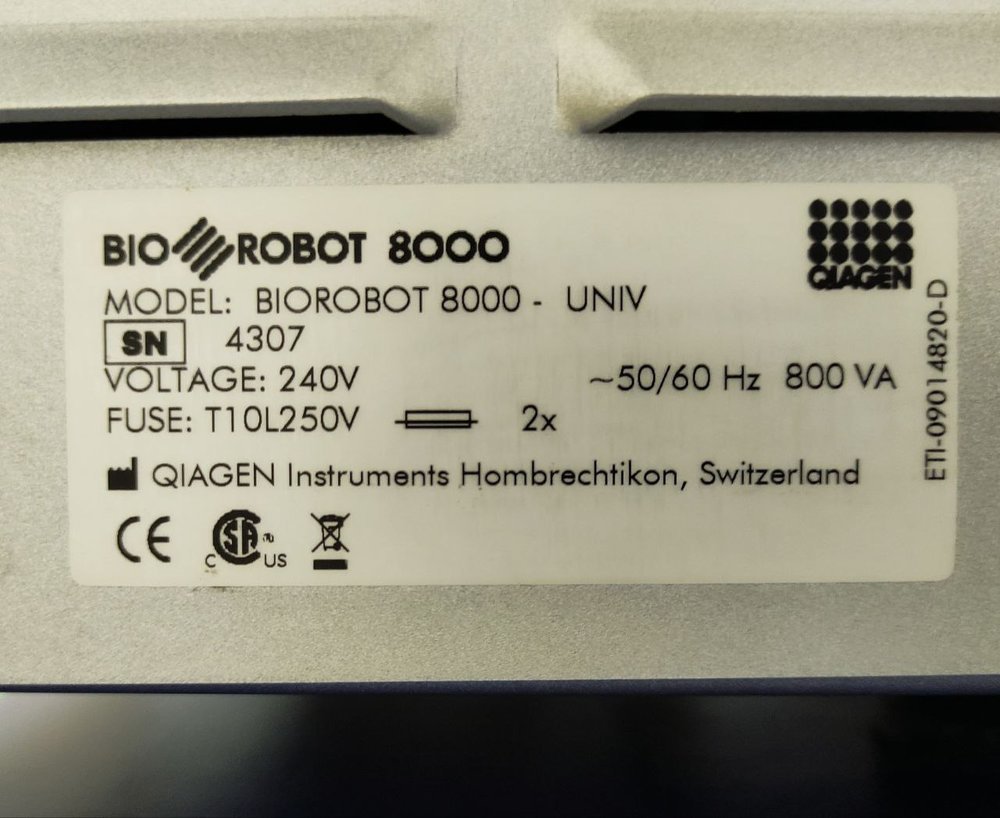 BIO ROBOT 8000
QIAGEN
MODEL: BIOROBOT 8000 - UNIV
SN 4307
VOLTAGE: 240V ~50/60 Hz 800 VA
FUSE: T10L250V 2x
QIAGEN Instruments Hombrechtikon, Switzerland
CE C SA US
ETI-09014820-D